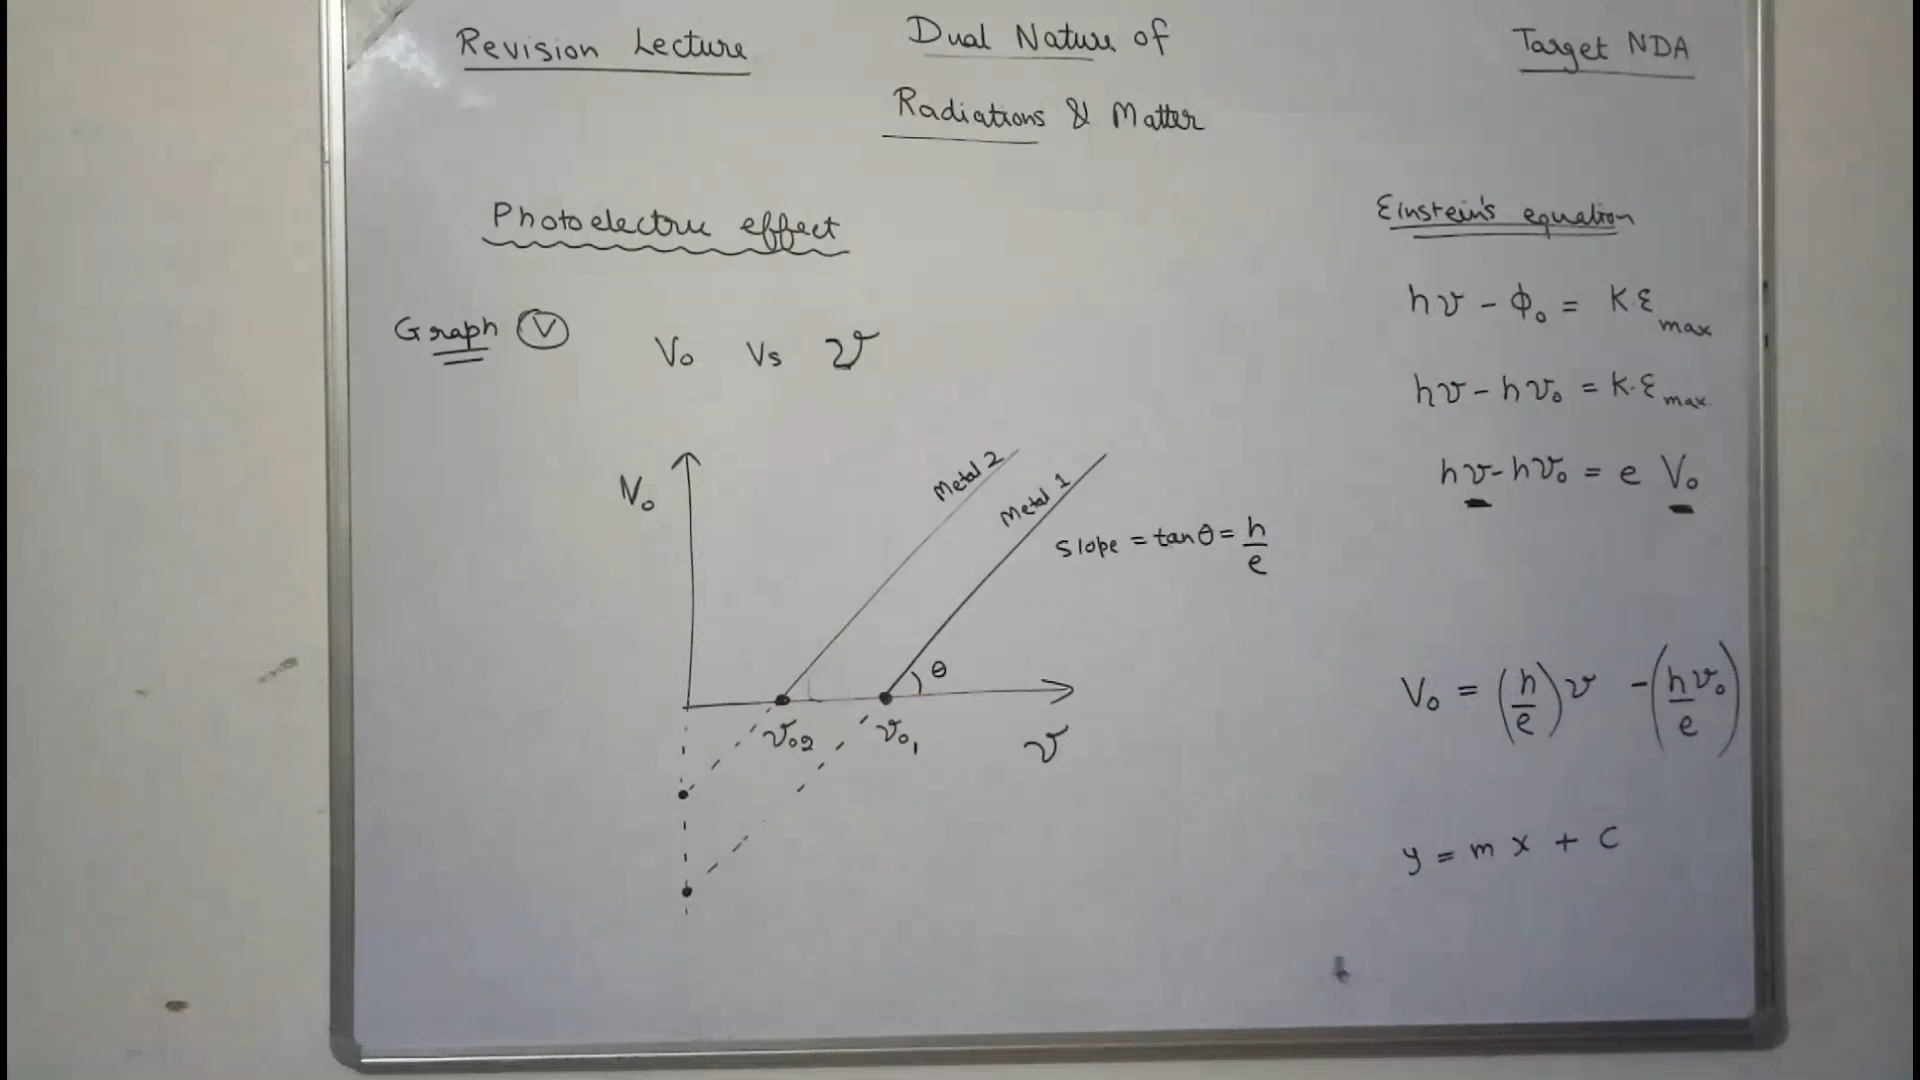 Revision Lecture
Dual Nature of
Radiations & Matter
Target NDA
Photoelectric effect
Graph V
V₀ Vs ν
V₀
Metal 2
Metal 1
Slope = tanθ = h/e
θ
ν₀₂
ν₀₁
ν
Einstein's equation
hν - ϕ₀ = K.E max
hν - hν₀ = K.E max
hν - hν₀ = e V₀
V₀ = (h/e)ν - (hν₀/e)
y = mx + c